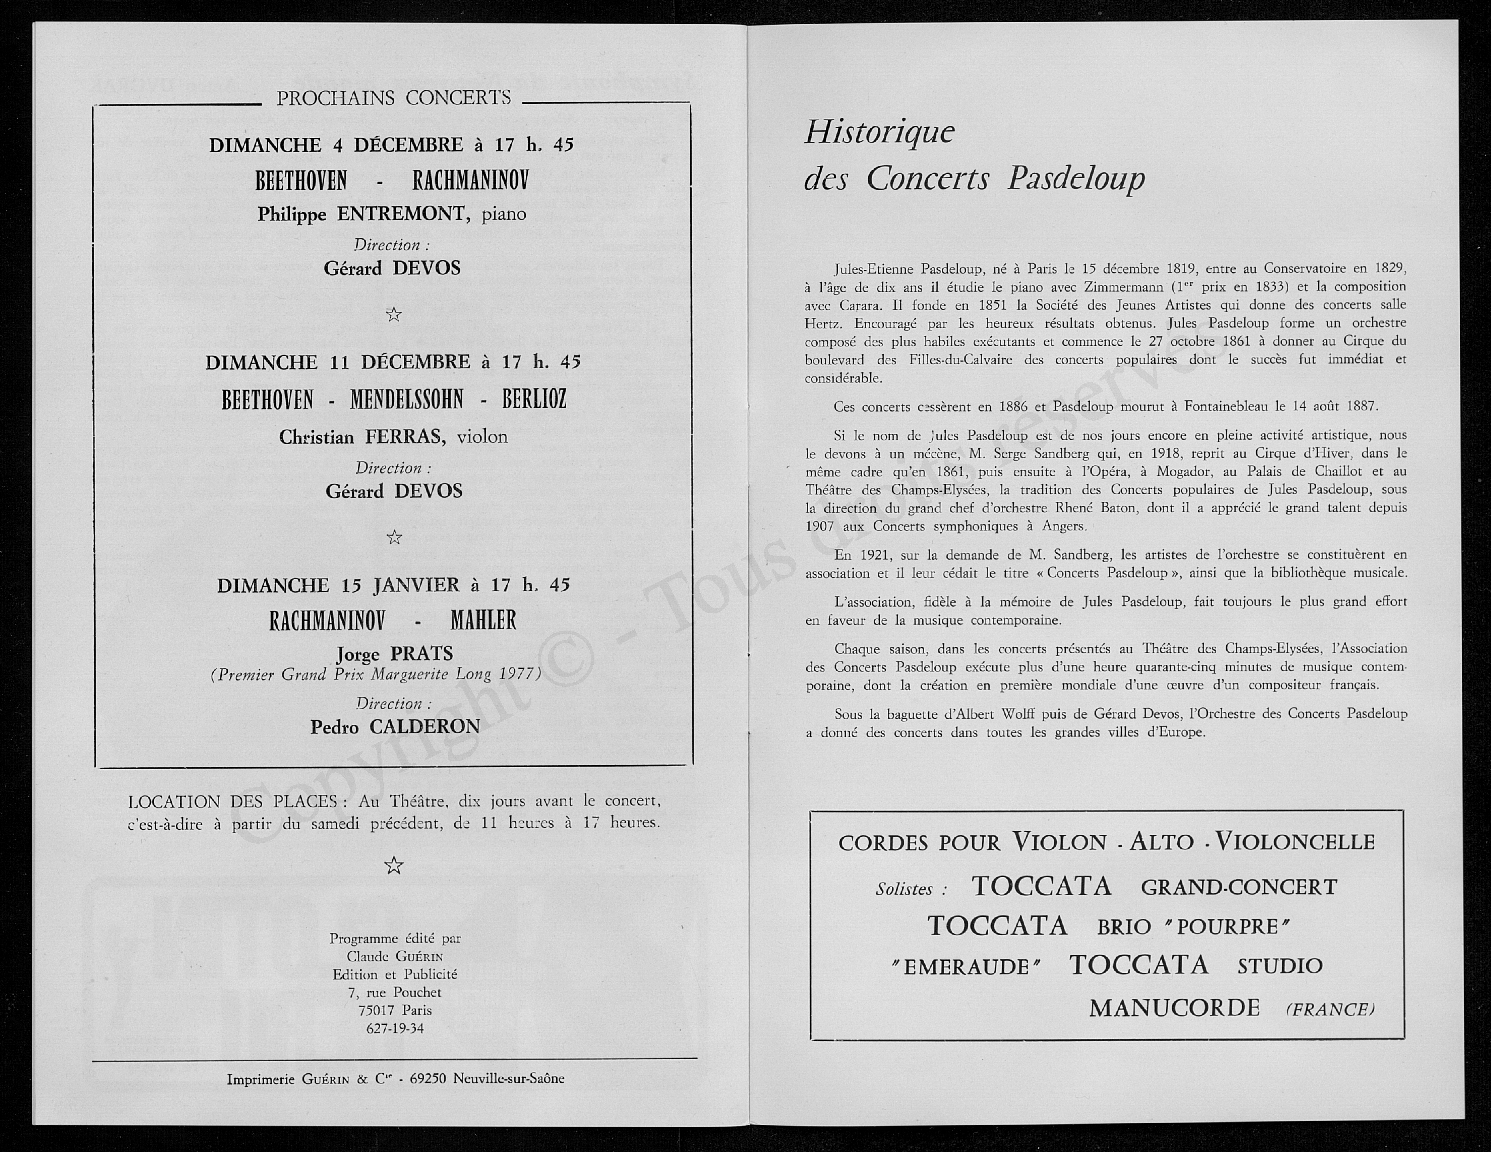 PROCHAINS CONCERTS
DIMANCHE 4 DÉCEMBRE à 17 h. 45
BEETHOVEN - RACHMANINOV
Philippe ENTREMONT, piano
Direction :
Gérard DEVOS
☆
DIMANCHE 11 DÉCEMBRE à 17 h. 45
BEETHOVEN - MENDELSSOHN - BERLIOZ
Christian FERRAS, violon
Direction :
Gérard DEVOS
☆
DIMANCHE 15 JANVIER à 17 h. 45
RACHMANINOV - MAHLER
Jorge PRATS
(Premier Grand Prix Marguerite Long 1977)
Direction :
Pedro CALDERON
LOCATION DES PLACES : Au Théâtre, dix jours avant le concert,
c'est-à-dire à partir du samedi précédent, de 11 heures à 17 heures.
☆
Programme édité par
Claude GUÉRIN
Edition et Publicité
7, rue Pouchet
75017 Paris
627-19-34
Imprimerie GUÉRIN & Cie - 69250 Neuville-sur-Saône
Historique
des Concerts Pasdeloup
Jules-Etienne Pasdeloup, né à Paris le 15 décembre 1819, entre au Conservatoire en 1829,
à l'âge de dix ans il étudie le piano avec Zimmermann (1er prix en 1833) et la composition
avec Carara. Il fonde en 1851 la Société des Jeunes Artistes qui donne des concerts salle
Hertz. Encouragé par les heureux résultats obtenus. Jules Pasdeloup forme un orchestre
composé des plus habiles exécutants et commence le 27 octobre 1861 à donner au Cirque du
boulevard des Filles-du-Calvaire des concerts populaires dont le succès fut immédiat et
considérable.
Ces concerts cessèrent en 1886 et Pasdeloup mourut à Fontainebleau le 14 août 1887.
Si le nom de Jules Pasdeloup est de nos jours encore en pleine activité artistique, nous
le devons à un mécène, M. Serge Sandberg qui, en 1918, reprit au Cirque d'Hiver, dans le
même cadre qu'en 1861, puis ensuite à l'Opéra, à Mogador, au Palais de Chaillot et au
Théâtre des Champs-Elysées, la tradition des Concerts populaires de Jules Pasdeloup, sous
la direction du grand chef d'orchestre Rhené Baton, dont il a apprécié le grand talent depuis
1907 aux Concerts symphoniques à Angers.
En 1921, sur la demande de M. Sandberg, les artistes de l'orchestre se constituèrent en
association et il leur cédait le titre « Concerts Pasdeloup », ainsi que la bibliothèque musicale.
L'association, fidèle à la mémoire de Jules Pasdeloup, fait toujours le plus grand effort
en faveur de la musique contemporaine.
Chaque saison, dans les concerts présentés au Théâtre des Champs-Elysées, l'Association
des Concerts Pasdeloup exécute plus d'une heure quarante-cinq minutes de musique contem-
poraine, dont la création en première mondiale d'une œuvre d'un compositeur français.
Sous la baguette d'Albert Wolff puis de Gérard Devos, l'Orchestre des Concerts Pasdeloup
a donné des concerts dans toutes les grandes villes d'Europe.
CORDES POUR VIOLON - ALTO - VIOLONCELLE
Solistes : TOCCATA GRAND-CONCERT
TOCCATA BRIO "POURPRE"
"EMERAUDE" TOCCATA STUDIO
MANUCORDE (FRANCE)
Copyright © - Tous droits réservés